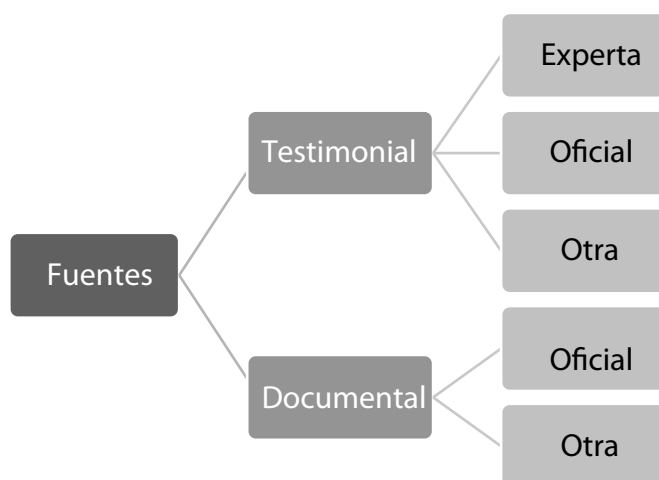 Fuentes
Testimonial
Experta
Oficial
Otra
Documental
Oficial
Otra